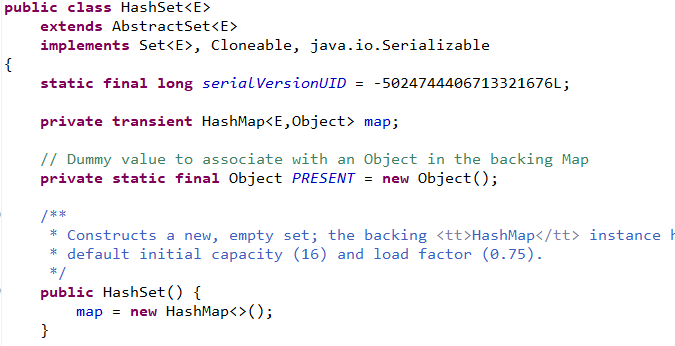 public class HashSet<E>
    extends AbstractSet<E>
    implements Set<E>, Cloneable, java.io.Serializable
{
    static final long serialVersionUID = -5024744406713321676L;

    private transient HashMap<E,Object> map;

    // Dummy value to associate with an Object in the backing Map
    private static final Object PRESENT = new Object();

    /**
     * Constructs a new, empty set; the backing <tt>HashMap</tt> instance
     * default initial capacity (16) and load factor (0.75).
     */
    public HashSet() {
        map = new HashMap<>();
    }